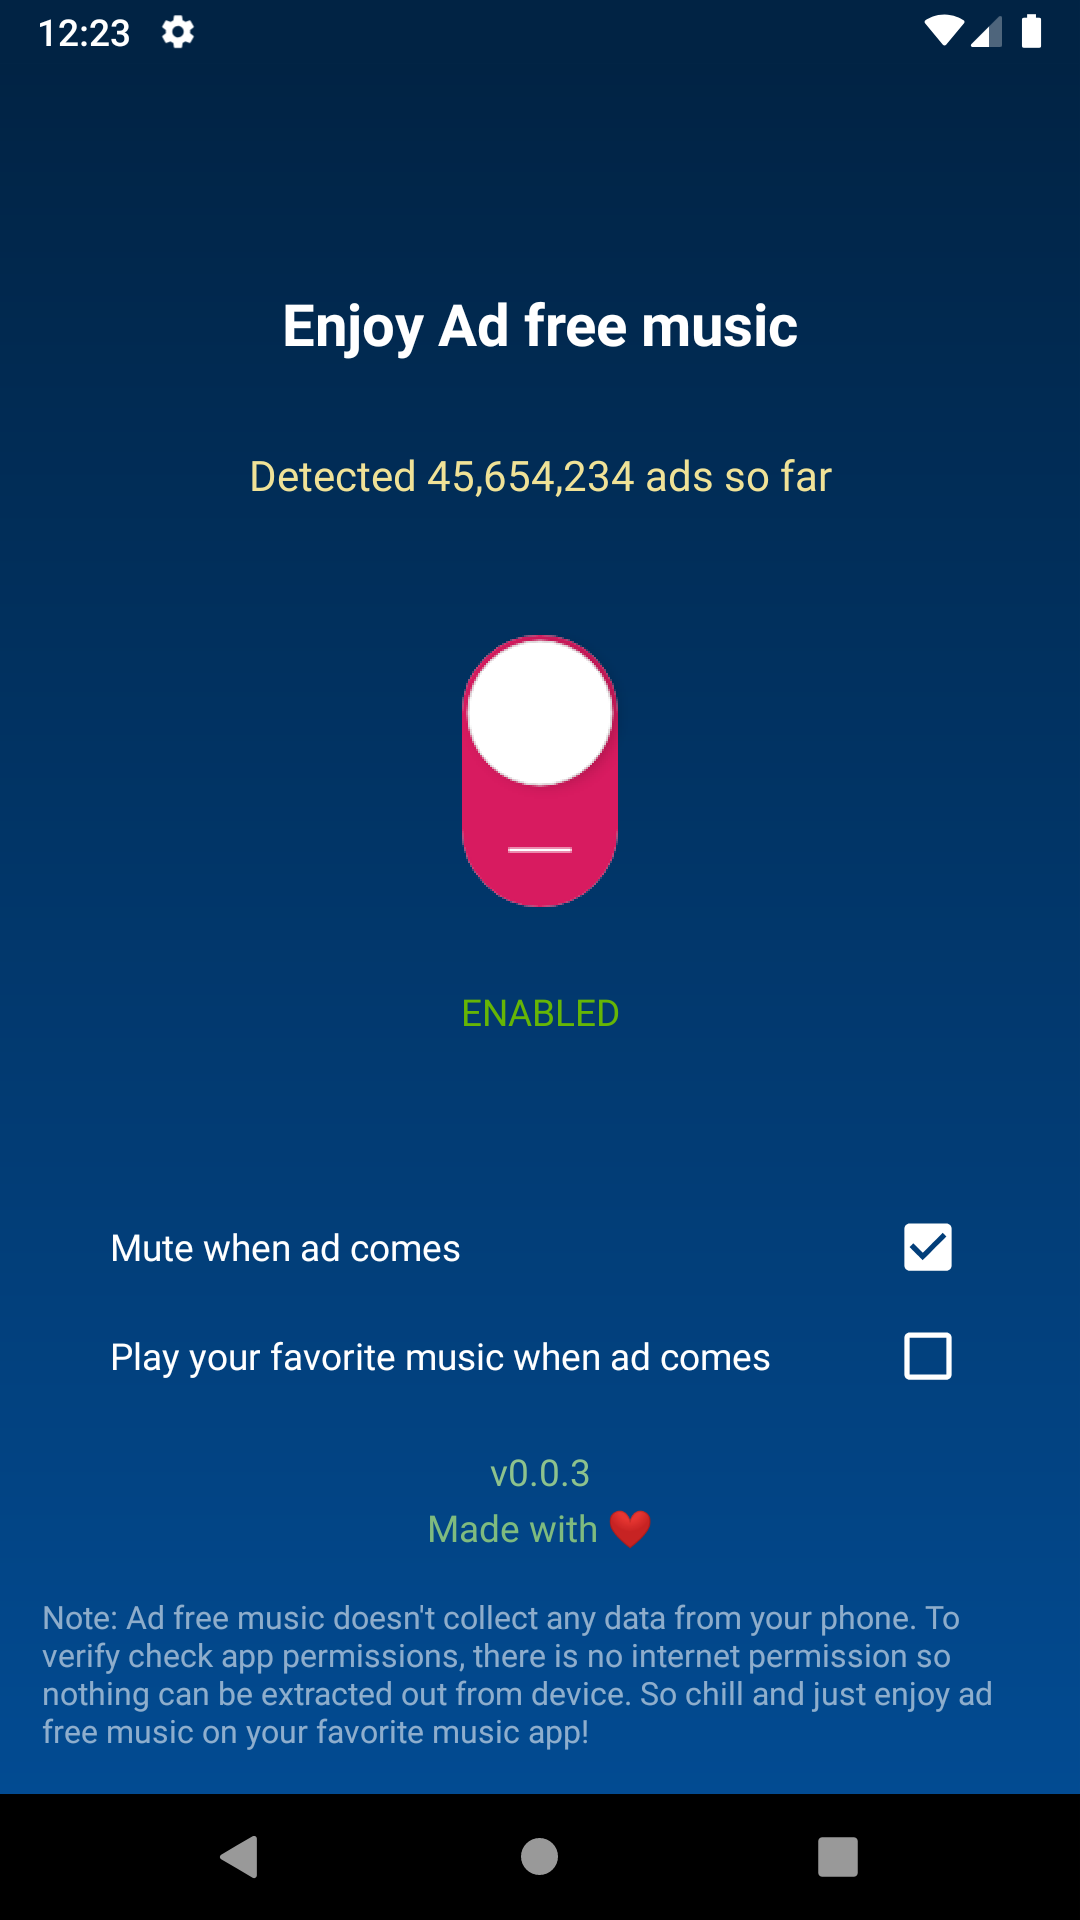 12:23
Enjoy Ad free music
Detected 45,654,234 ads so far
ENABLED
Mute when ad comes
Play your favorite music when ad comes
v0.0.3
Made with ❤️
Note: Ad free music doesn't collect any data from your phone. To
verify check app permissions, there is no internet permission so
nothing can be extracted out from device. So chill and just enjoy ad
free music on your favorite music app!